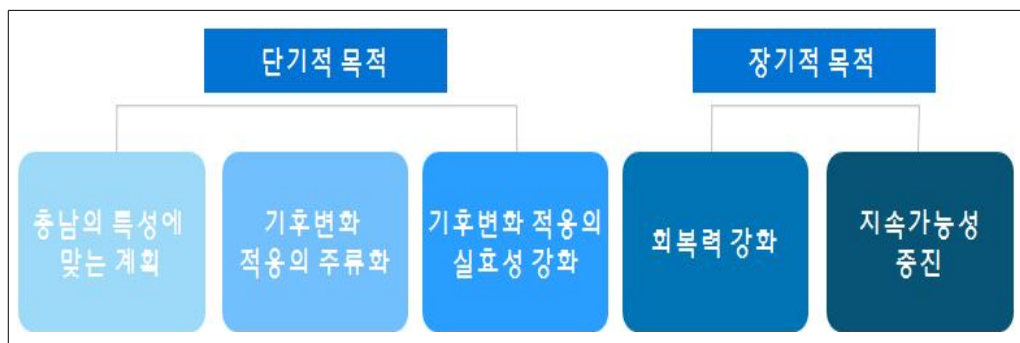 단기적 목적
장기적 목적
충남의 특성에
맞는 계획
기후변화
적응의 주류화
기후변화 적응의
실효성 강화
회복력 강화
지속가능성
증진